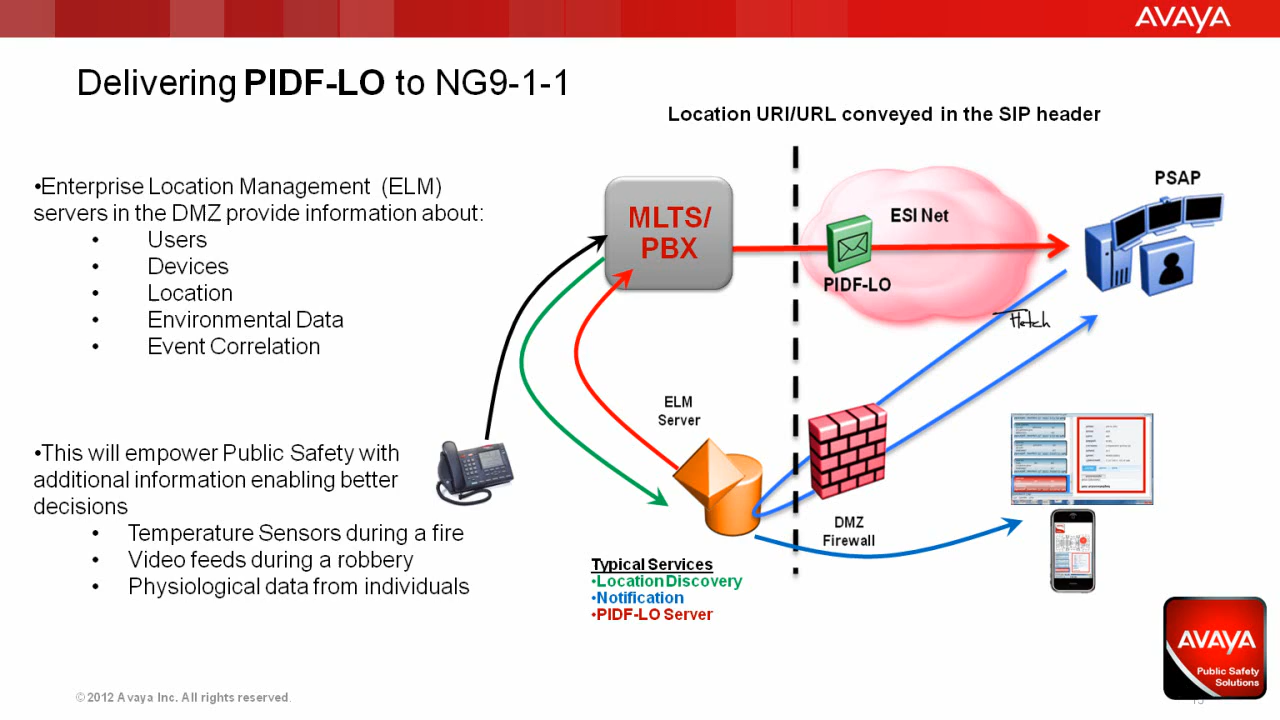 AVAYA
Delivering PIDF-LO to NG9-1-1
Location URI/URL conveyed in the SIP header
•Enterprise Location Management (ELM)
servers in the DMZ provide information about:
• Users
• Devices
• Location
• Environmental Data
• Event Correlation
•This will empower Public Safety with
additional information enabling better
decisions
• Temperature Sensors during a fire
• Video feeds during a robbery
• Physiological data from individuals
MLTS/
PBX
ESI Net
PIDF-LO
PSAP
Fletch
ELM
Server
DMZ
Firewall
Typical Services
•Location Discovery
•Notification
•PIDF-LO Server
AVAYA
Public Safety
Solutions
© 2012 Avaya Inc. All rights reserved.